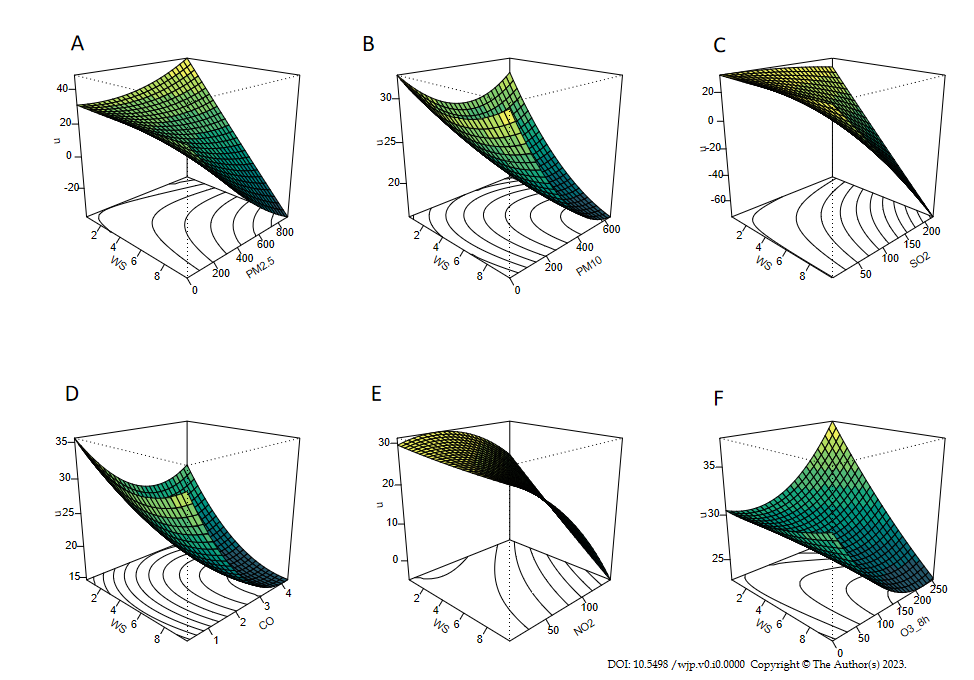 A B C
40
20
0
-20
u
2 4 6 8
WS
0 200 400 600 800
PM2.5
30
25
20
u
2 4 6 8
WS
0 200 400 600
PM10
20
0
-20
-40
-60
u
2 4 6 8
WS
50 100 150 200
SO2
D E F
35
30
25
20
15
u
2 4 6 8
WS
1 2 3 4
CO
30
20
10
0
u
2 4 6 8
WS
50 100
NO2
35
30
25
u
2 4 6 8
WS
0 50 100 150 200 250
O3_8h
DOI: 10.5498 /wjp.v0.i0.0000 Copyright © The Author(s) 2023.